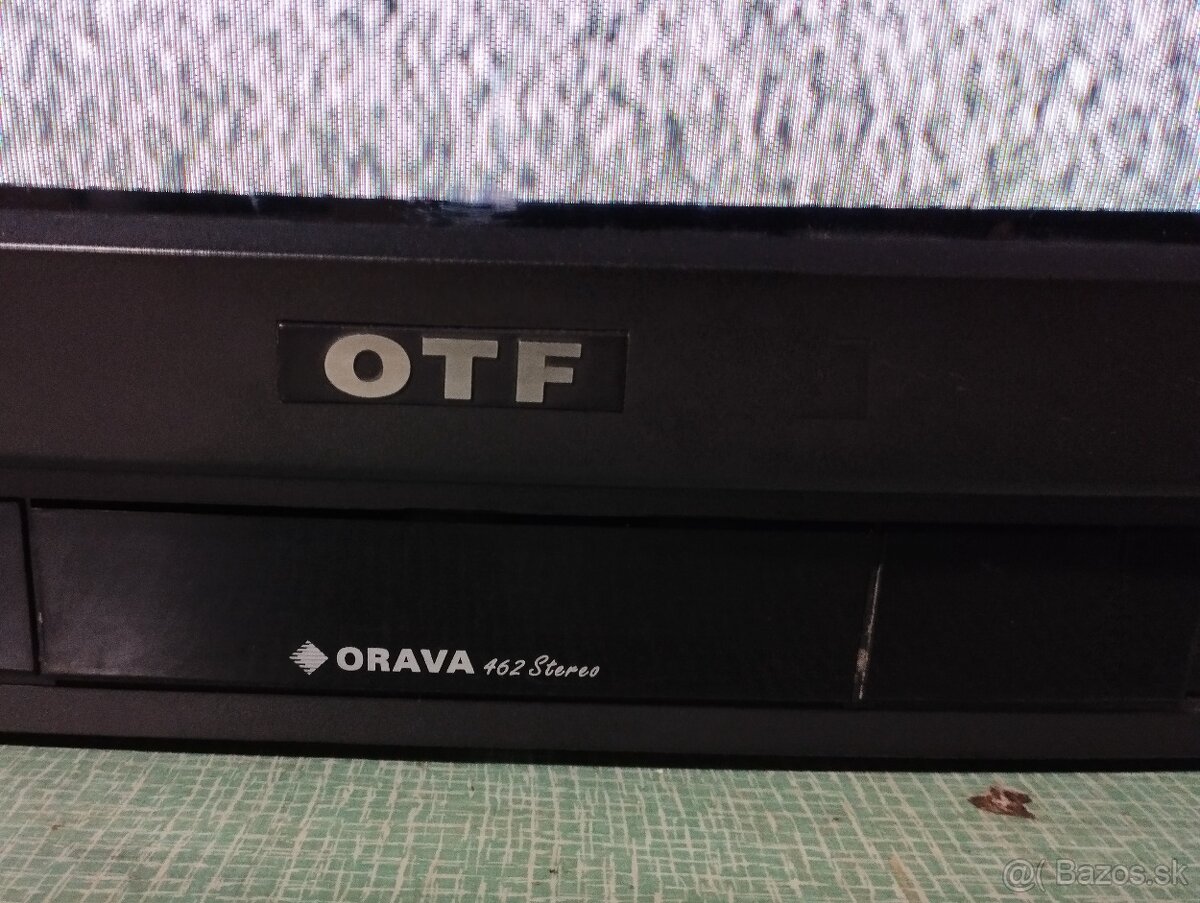 OTF
ORAVA 462 Stereo
@( Bazos.sk